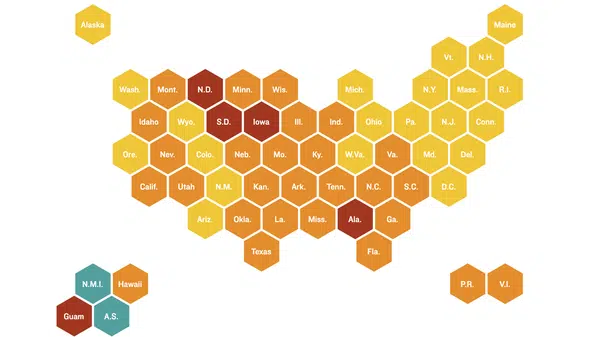 Alaska
Maine
Vt.
N.H.
Wash.
Mont.
N.D.
Minn.
Wis.
Mich.
N.Y.
Mass.
R.I.
Idaho
Wyo.
S.D.
Iowa
Ill.
Ind.
Ohio
Pa.
N.J.
Conn.
Ore.
Nev.
Colo.
Neb.
Mo.
Ky.
W.Va.
Va.
Md.
Del.
Calif.
Utah
N.M.
Kan.
Ark.
Tenn.
N.C.
S.C.
D.C.
Ariz.
Okla.
La.
Miss.
Ala.
Ga.
Texas
Fla.
N.M.I.
Hawaii
P.R.
V.I.
Guam
A.S.